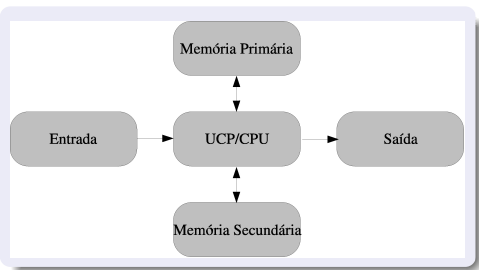 Memória Primária
Entrada
UCP/CPU
Saída
Memória Secundária